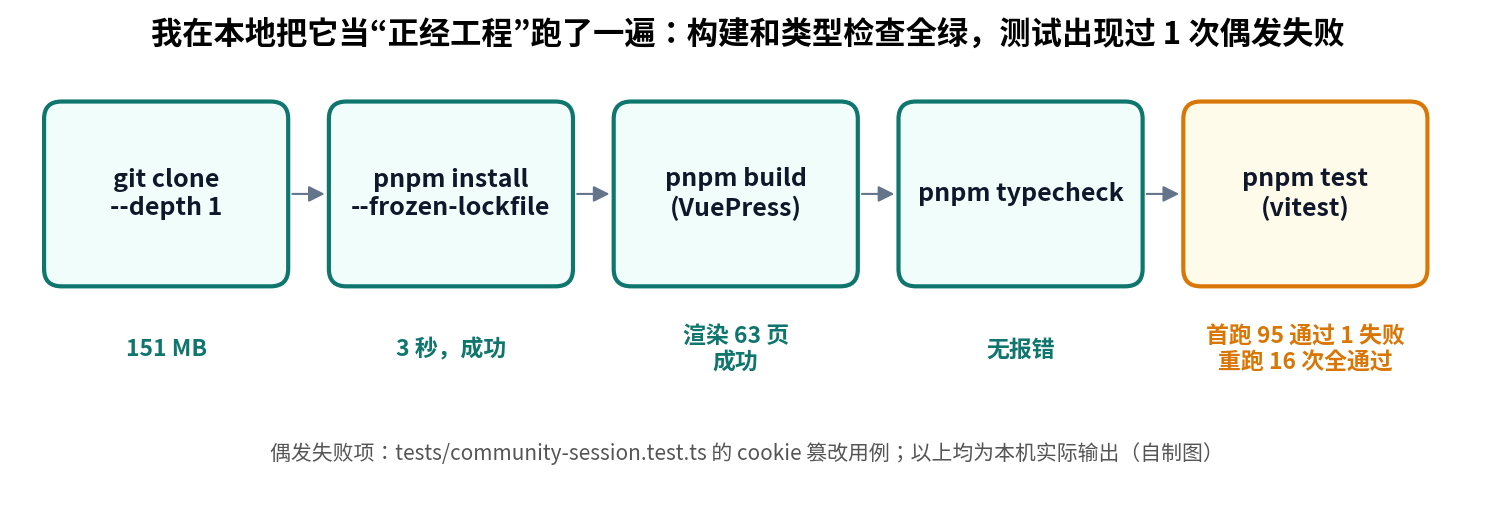 我在本地把它当“正经工程”跑了一遍：构建和类型检查全绿，测试出现过 1 次偶发失败
git clone
--depth 1
pnpm install
--frozen-lockfile
pnpm build
(VuePress)
pnpm typecheck
pnpm test
(vitest)
151 MB
3 秒，成功
渲染 63 页
成功
无报错
首跑 95 通过 1 失败
重跑 16 次全通过
偶发失败项：tests/community-session.test.ts 的 cookie 篡改用例；以上均为本机实际输出（自制图）